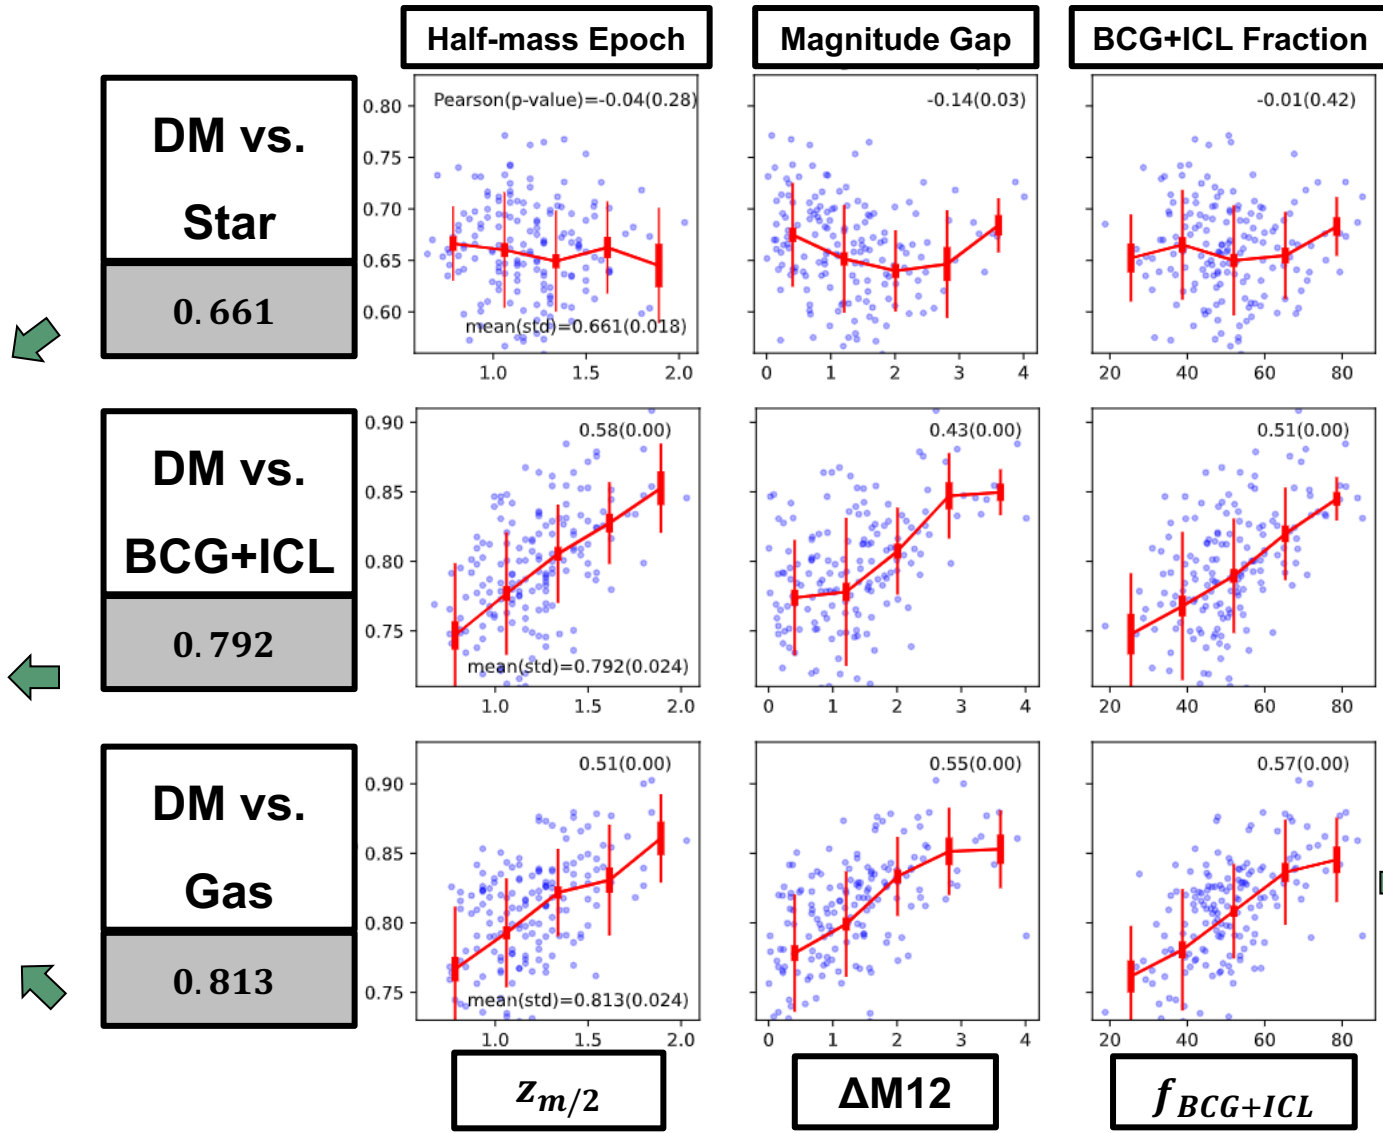 Half-mass Epoch
Magnitude Gap
BCG+ICL Fraction
DM vs.
Star
0.661
0.80
0.75
0.70
0.65
0.60
Pearson(p-value)=-0.04(0.28)
mean(std)=0.661(0.018)
1.0 1.5 2.0
-0.14(0.03)
0 1 2 3 4
-0.01(0.42)
20 40 60 80
DM vs.
BCG+ICL
0.792
0.90
0.85
0.80
0.75
0.58(0.00)
mean(std)=0.792(0.024)
1.0 1.5 2.0
0.43(0.00)
0 1 2 3 4
0.51(0.00)
20 40 60 80
DM vs.
Gas
0.813
0.90
0.85
0.80
0.75
0.51(0.00)
mean(std)=0.813(0.024)
1.0 1.5 2.0
0.55(0.00)
0 1 2 3 4
0.57(0.00)
20 40 60 80
z_{m/2}
ΔM12
f_{BCG+ICL}